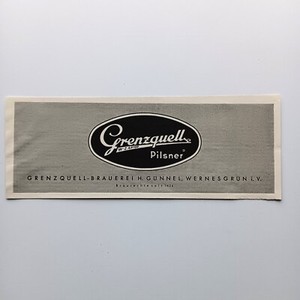 Grenzquell
Pilsner
GRENZQUELL-BRAUEREI H. GÜNNEL, WERNESGRÜN I.V.